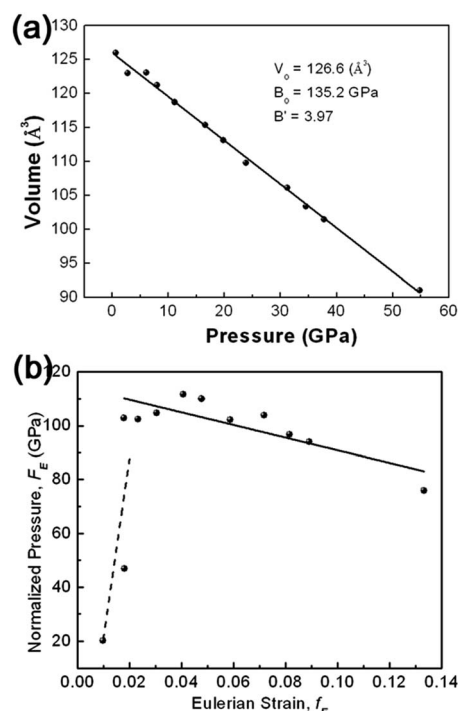 (a)
130
125
120
115
110
105
100
95
90
Volume (Å³)
V₀ = 126.6 (Å³)
B₀ = 135.2 GPa
B' = 3.97
0 10 20 30 40 50 60
Pressure (GPa)
(b)
120
100
80
60
40
20
Normalized Pressure, F_E (GPa)
0.00 0.02 0.04 0.06 0.08 0.10 0.12 0.14
Eulerian Strain, f_E